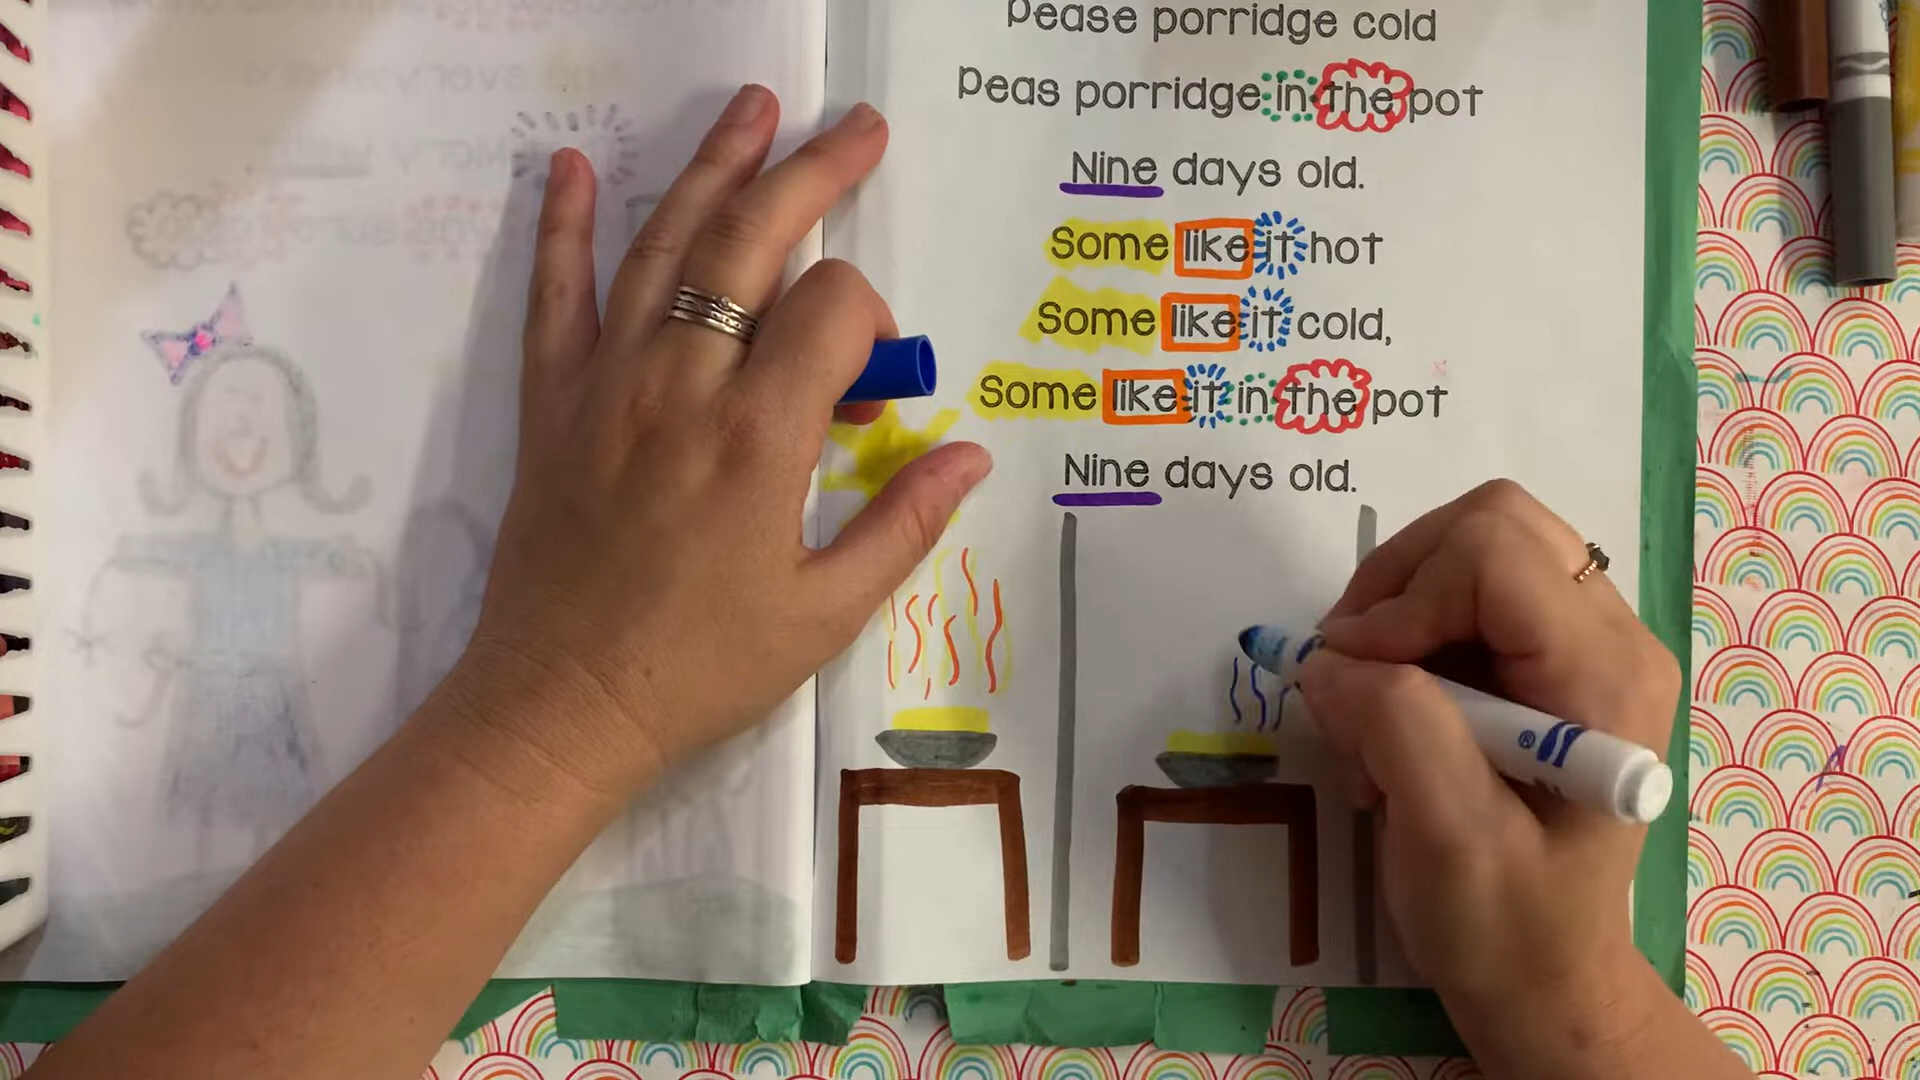 Pease porridge cold
Peas porridge in the pot
Nine days old.
Some like it hot
Some like it cold,
Some like it in the pot
Nine days old.